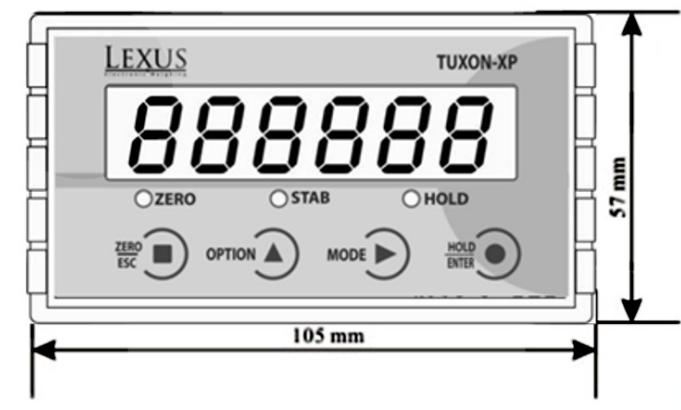 LEXUS
Electronic Weighing
TUXON-XP
888888
ZERO
STAB
HOLD
ZERO
ESC
OPTION
MODE
HOLD
ENTER
57 mm
105 mm